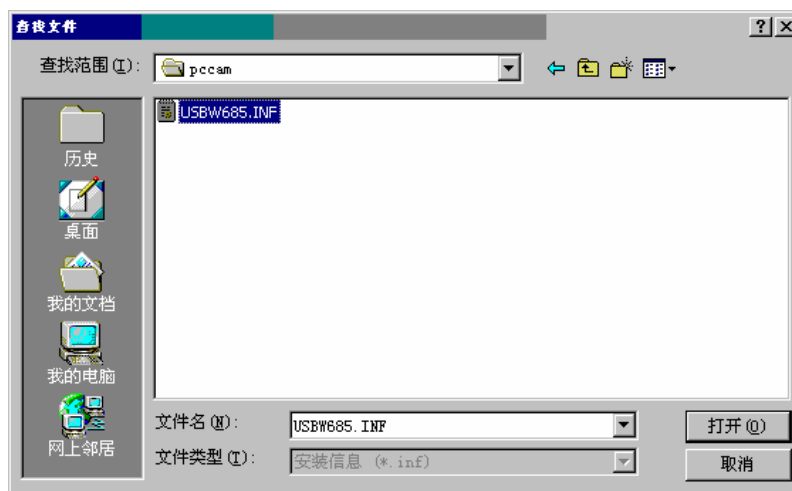 查找文件
查找范围(I):
pccam
USBW685.INF
历史
桌面
我的文档
我的电脑
网上邻居
文件名(N):
USBW685.INF
打开(O)
文件类型(T):
安装信息 (*.inf)
取消